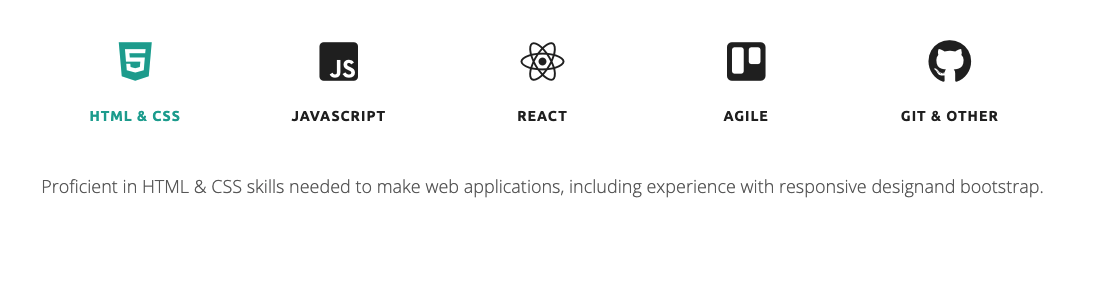 JS
HTML & CSS JAVASCRIPT REACT AGILE GIT & OTHER
Proficient in HTML & CSS skills needed to make web applications, including experience with responsive designand bootstrap.